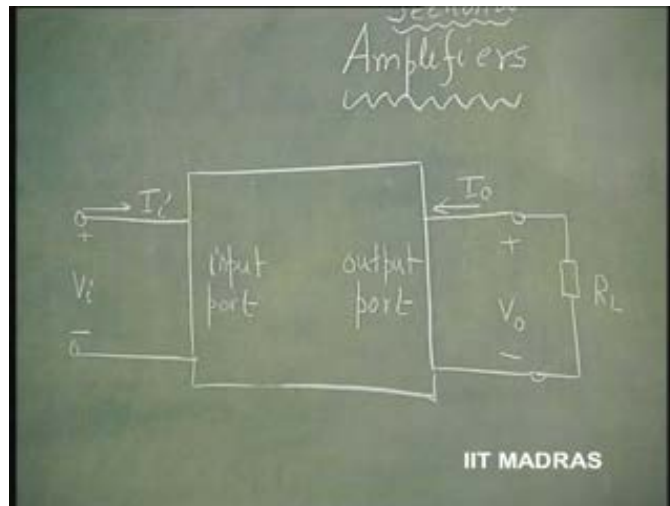 Amplifiers
Ii
Io
+
+
Vi
input
port
output
port
Vo
RL
−
−
IIT MADRAS